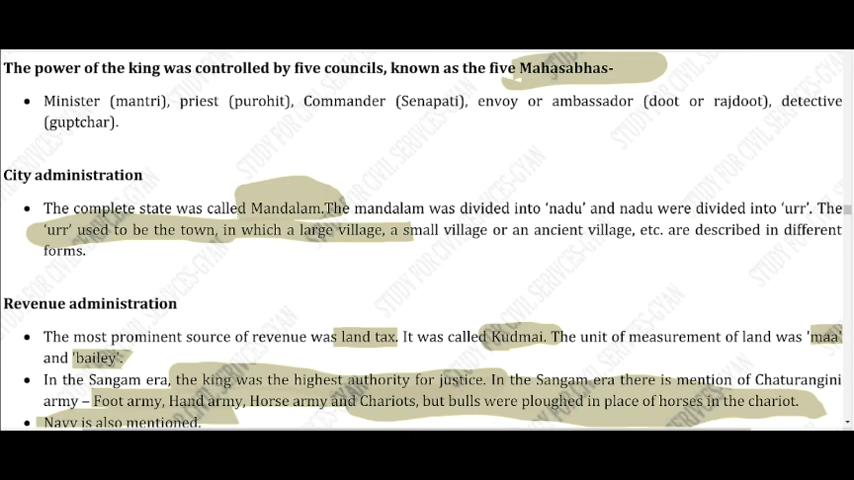 The power of the king was controlled by five councils, known as the five Mahasabhas-
• Minister (mantri), priest (purohit), Commander (Senapati), envoy or ambassador (doot or rajdoot), detective
(guptchar).
City administration
• The complete state was called Mandalam.The mandalam was divided into ‘nadu’ and nadu were divided into ‘urr’. The
‘urr’ used to be the town, in which a large village, a small village or an ancient village, etc. are described in different
forms.
Revenue administration
• The most prominent source of revenue was land tax. It was called Kudmai. The unit of measurement of land was 'maa'
and 'bailey'.
• In the Sangam era, the king was the highest authority for justice. In the Sangam era there is mention of Chaturangini
army – Foot army, Hand army, Horse army and Chariots, but bulls were ploughed in place of horses in the chariot.
• Navy is also mentioned.
STUDY FOR CIVIL SERVICES-GYAN